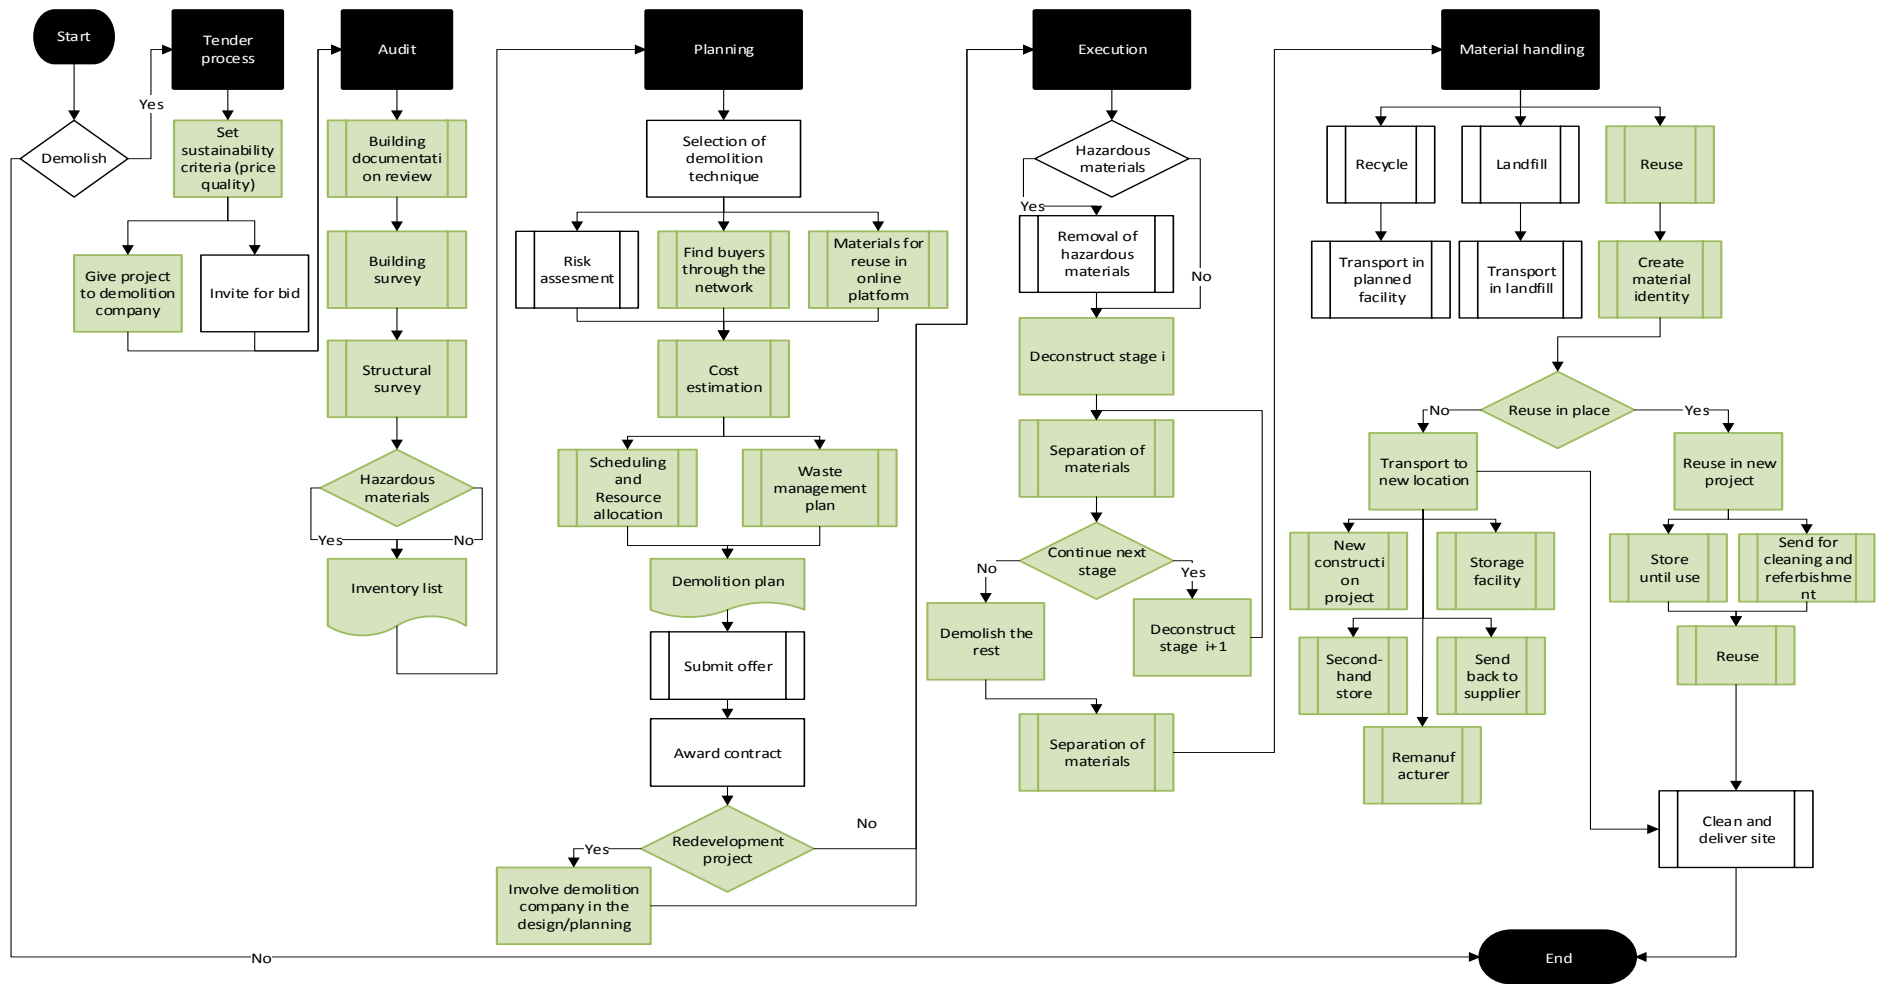 Start
Demolish
Yes
No
Tender
process
Set
sustainability
criteria (price
quality)
Give project
to demolition
company
Invite for bid
Audit
Building
documentati
on review
Building
survey
Structural
survey
Hazardous
materials
Yes
No
Inventory list
Planning
Selection of
demolition
technique
Risk
assesment
Find buyers
through the
network
Materials for
reuse in
online
platform
Cost
estimation
Scheduling
and
Resource
allocation
Waste
management
plan
Demolition plan
Submit offer
Award contract
Redevelopment
project
Yes
No
Involve demolition
company in the
design/planning
Execution
Hazardous
materials
Yes
No
Removal of
hazardous
materials
Deconstruct stage i
Separation of
materials
Continue next
stage
No
Yes
Demolish the
rest
Deconstruct
stage i+1
Separation of
materials
Material handling
Recycle
Landfill
Reuse
Transport in
planned
facility
Transport
in landfill
Create
material
identity
Reuse in place
No
Yes
Transport to
new location
Reuse in new
project
New
constructi
on
project
Storage
facility
Store
until use
Send for
cleaning and
referbishme
nt
Second-
hand
store
Send
back to
supplier
Reuse
Remanuf
acturer
Clean and
deliver site
End